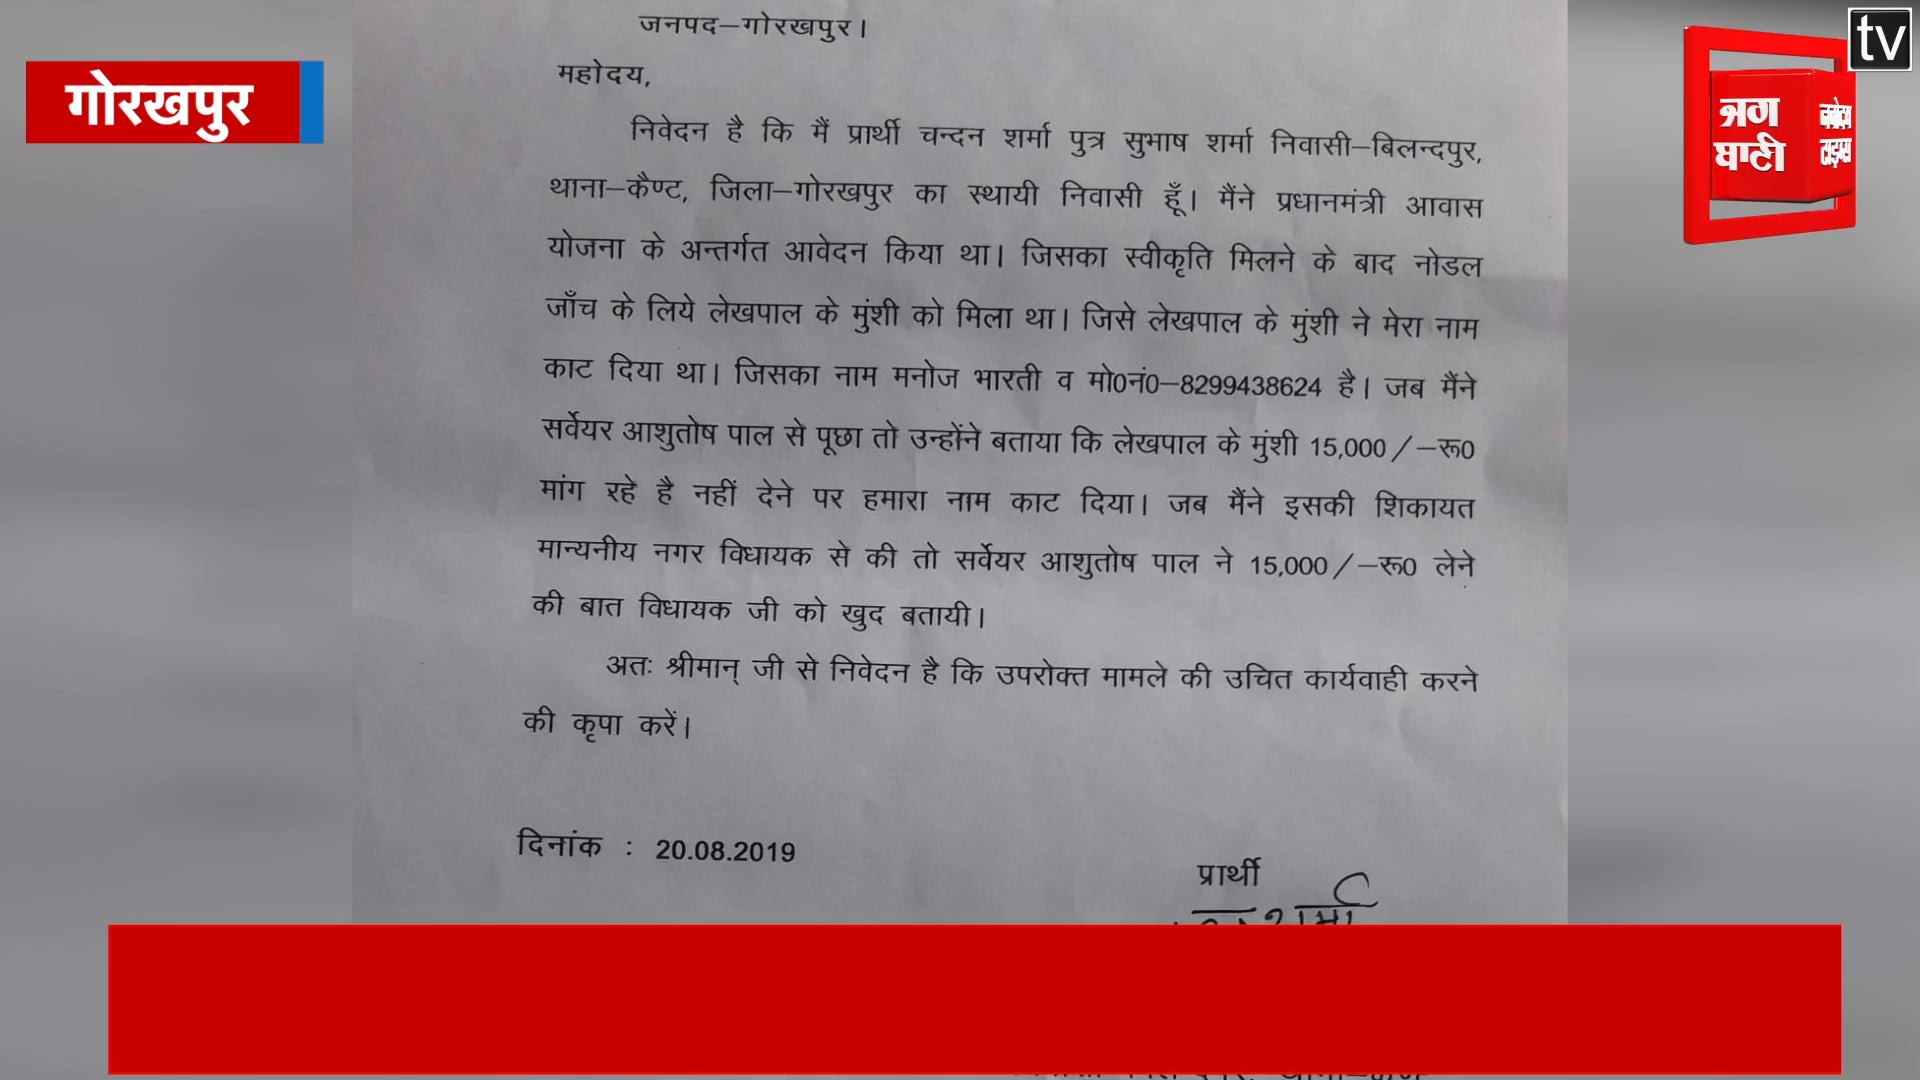 जनपद–गोरखपुर।
tv
गोरखपुर
महोदय,
निवेदन है कि मैं प्रार्थी चन्दन शर्मा पुत्र सुभाष शर्मा निवासी–बिलन्दपुर,
थाना–कैण्ट, जिला–गोरखपुर का स्थायी निवासी हूँ। मैंने प्रधानमंत्री आवास
योजना के अन्तर्गत आवेदन किया था। जिसका स्वीकृति मिलने के बाद नोडल
जाँच के लिये लेखपाल के मुंशी को मिला था। जिसे लेखपाल के मुंशी ने मेरा नाम
काट दिया था। जिसका नाम मनोज भारती व मो0नं0–8299438624 है। जब मैंने
सर्वेयर आशुतोष पाल से पूछा तो उन्होंने बताया कि लेखपाल के मुंशी 15,000/–रू0
मांग रहे है नहीं देने पर हमारा नाम काट दिया। जब मैंने इसकी शिकायत
मान्यनीय नगर विधायक से की तो सर्वेयर आशुतोष पाल ने 15,000/–रू0 लेने
की बात विधायक जी को खुद बतायी।
अतः श्रीमान् जी से निवेदन है कि उपरोक्त मामले की उचित कार्यवाही करने
की कृपा करें।
दिनांक : 20.08.2019
प्रार्थी
शर्मा
घाटी